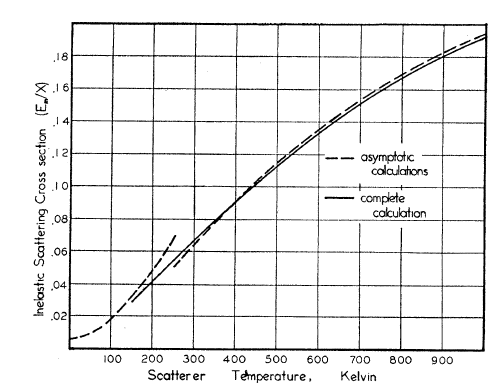 Inelastic Scattering Cross section (E∞/X)
.18
.16
.14
.12
.10
.08
.06
.04
.02
asymptotic
calculations
complete
calculation
100 200 300 400 500 600 700 800 900
Scatterer Temperature, Kelvin